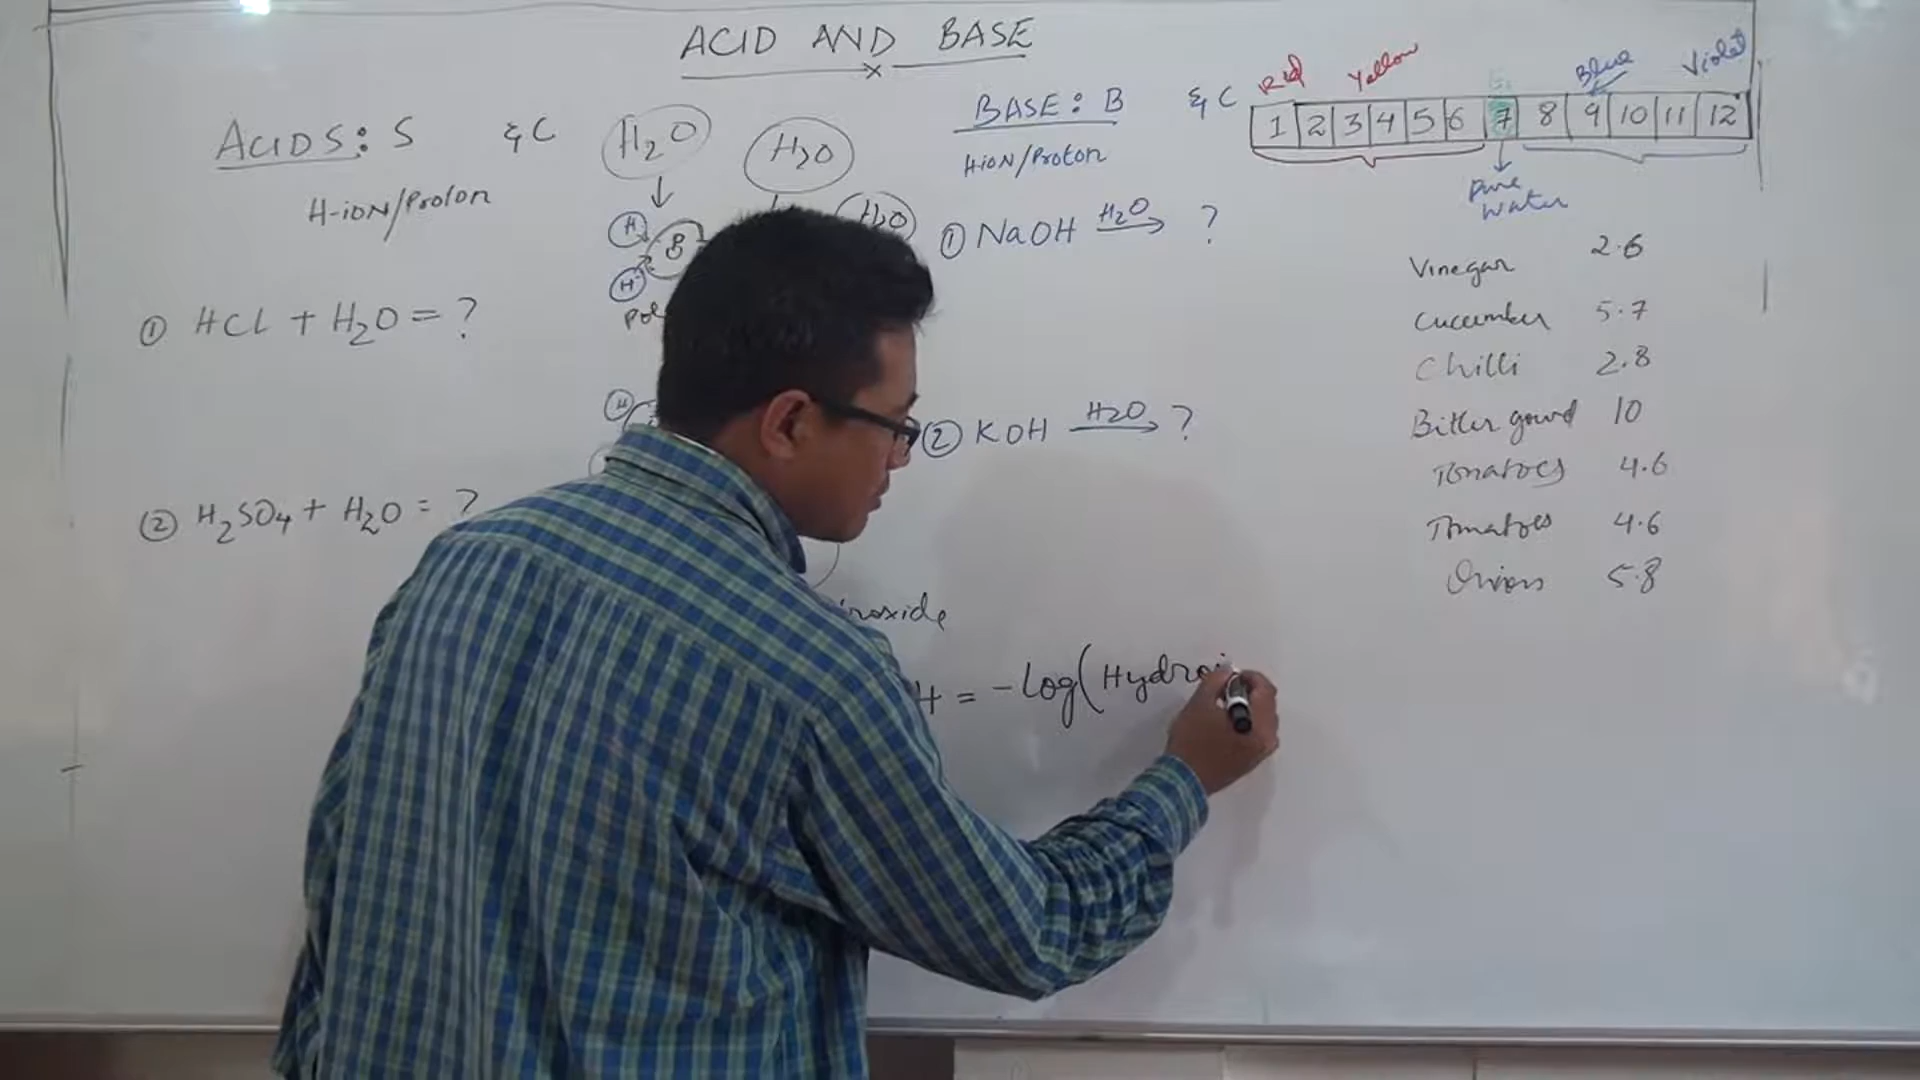 ACID AND BASE
ACIDS: S & C
H-ION/Proton
① HCl + H2O = ?
② H2SO4 + H2O = ?
H2O
H2O
H2O
H
H
H
roxide
H = -Log(Hydroi
BASE: B & C
HION/Proton
① NaOH H2O → ?
② KOH H2O → ?
Red Yellow Blue Violet
1 2 3 4 5 6 7 8 9 10 11 12
Pure
water
Vinegar 2.6
Cucumber 5.7
Chilli 2.8
Bitter gourd 10
Tomatoes 4.6
Tomatoes 4.6
Onions 5.8